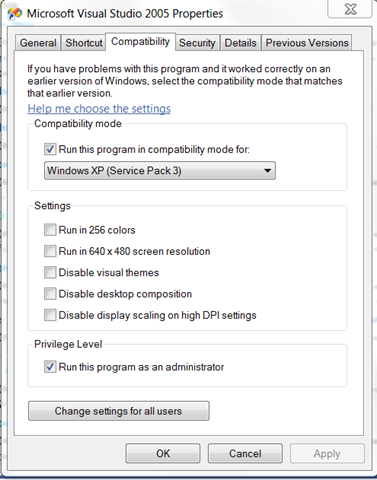 Microsoft Visual Studio 2005 Properties
General Shortcut Compatibility Security Details Previous Versions
If you have problems with this program and it worked correctly on an
earlier version of Windows, select the compatibility mode that matches
that earlier version.
Help me choose the settings
Compatibility mode
Run this program in compatibility mode for:
Windows XP (Service Pack 3)
Settings
Run in 256 colors
Run in 640 x 480 screen resolution
Disable visual themes
Disable desktop composition
Disable display scaling on high DPI settings
Privilege Level
Run this program as an administrator
Change settings for all users
OK Cancel Apply